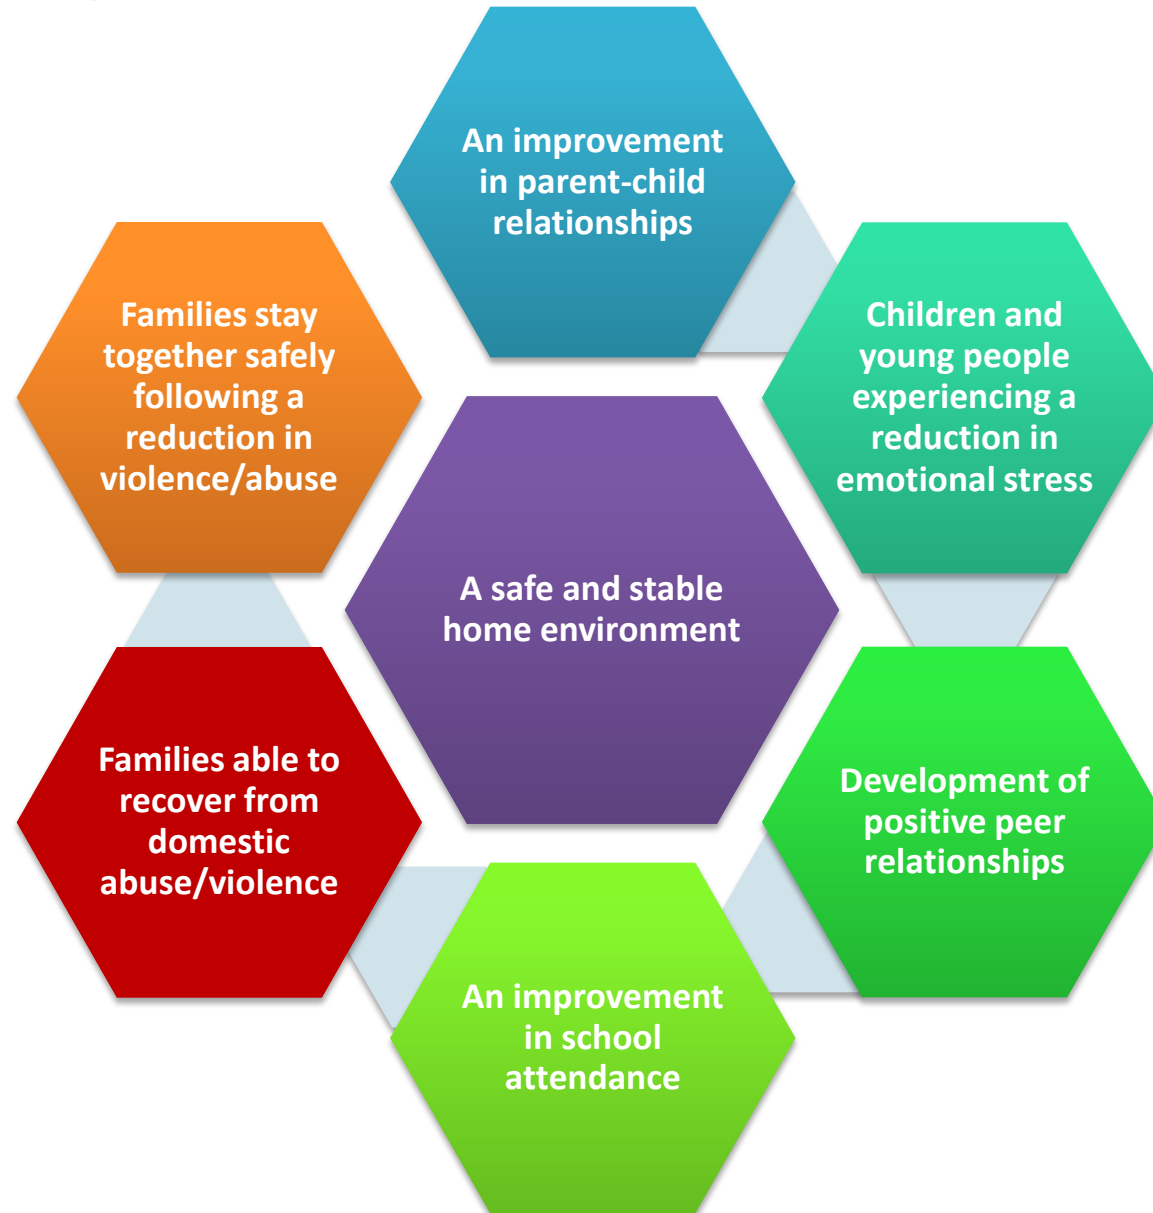 An improvement
in parent-child
relationships
Children and
young people
experiencing a
reduction in
emotional stress
Development of
positive peer
relationships
An improvement
in school
attendance
Families able to
recover from
domestic
abuse/violence
Families stay
together safely
following a
reduction in
violence/abuse
A safe and stable
home environment